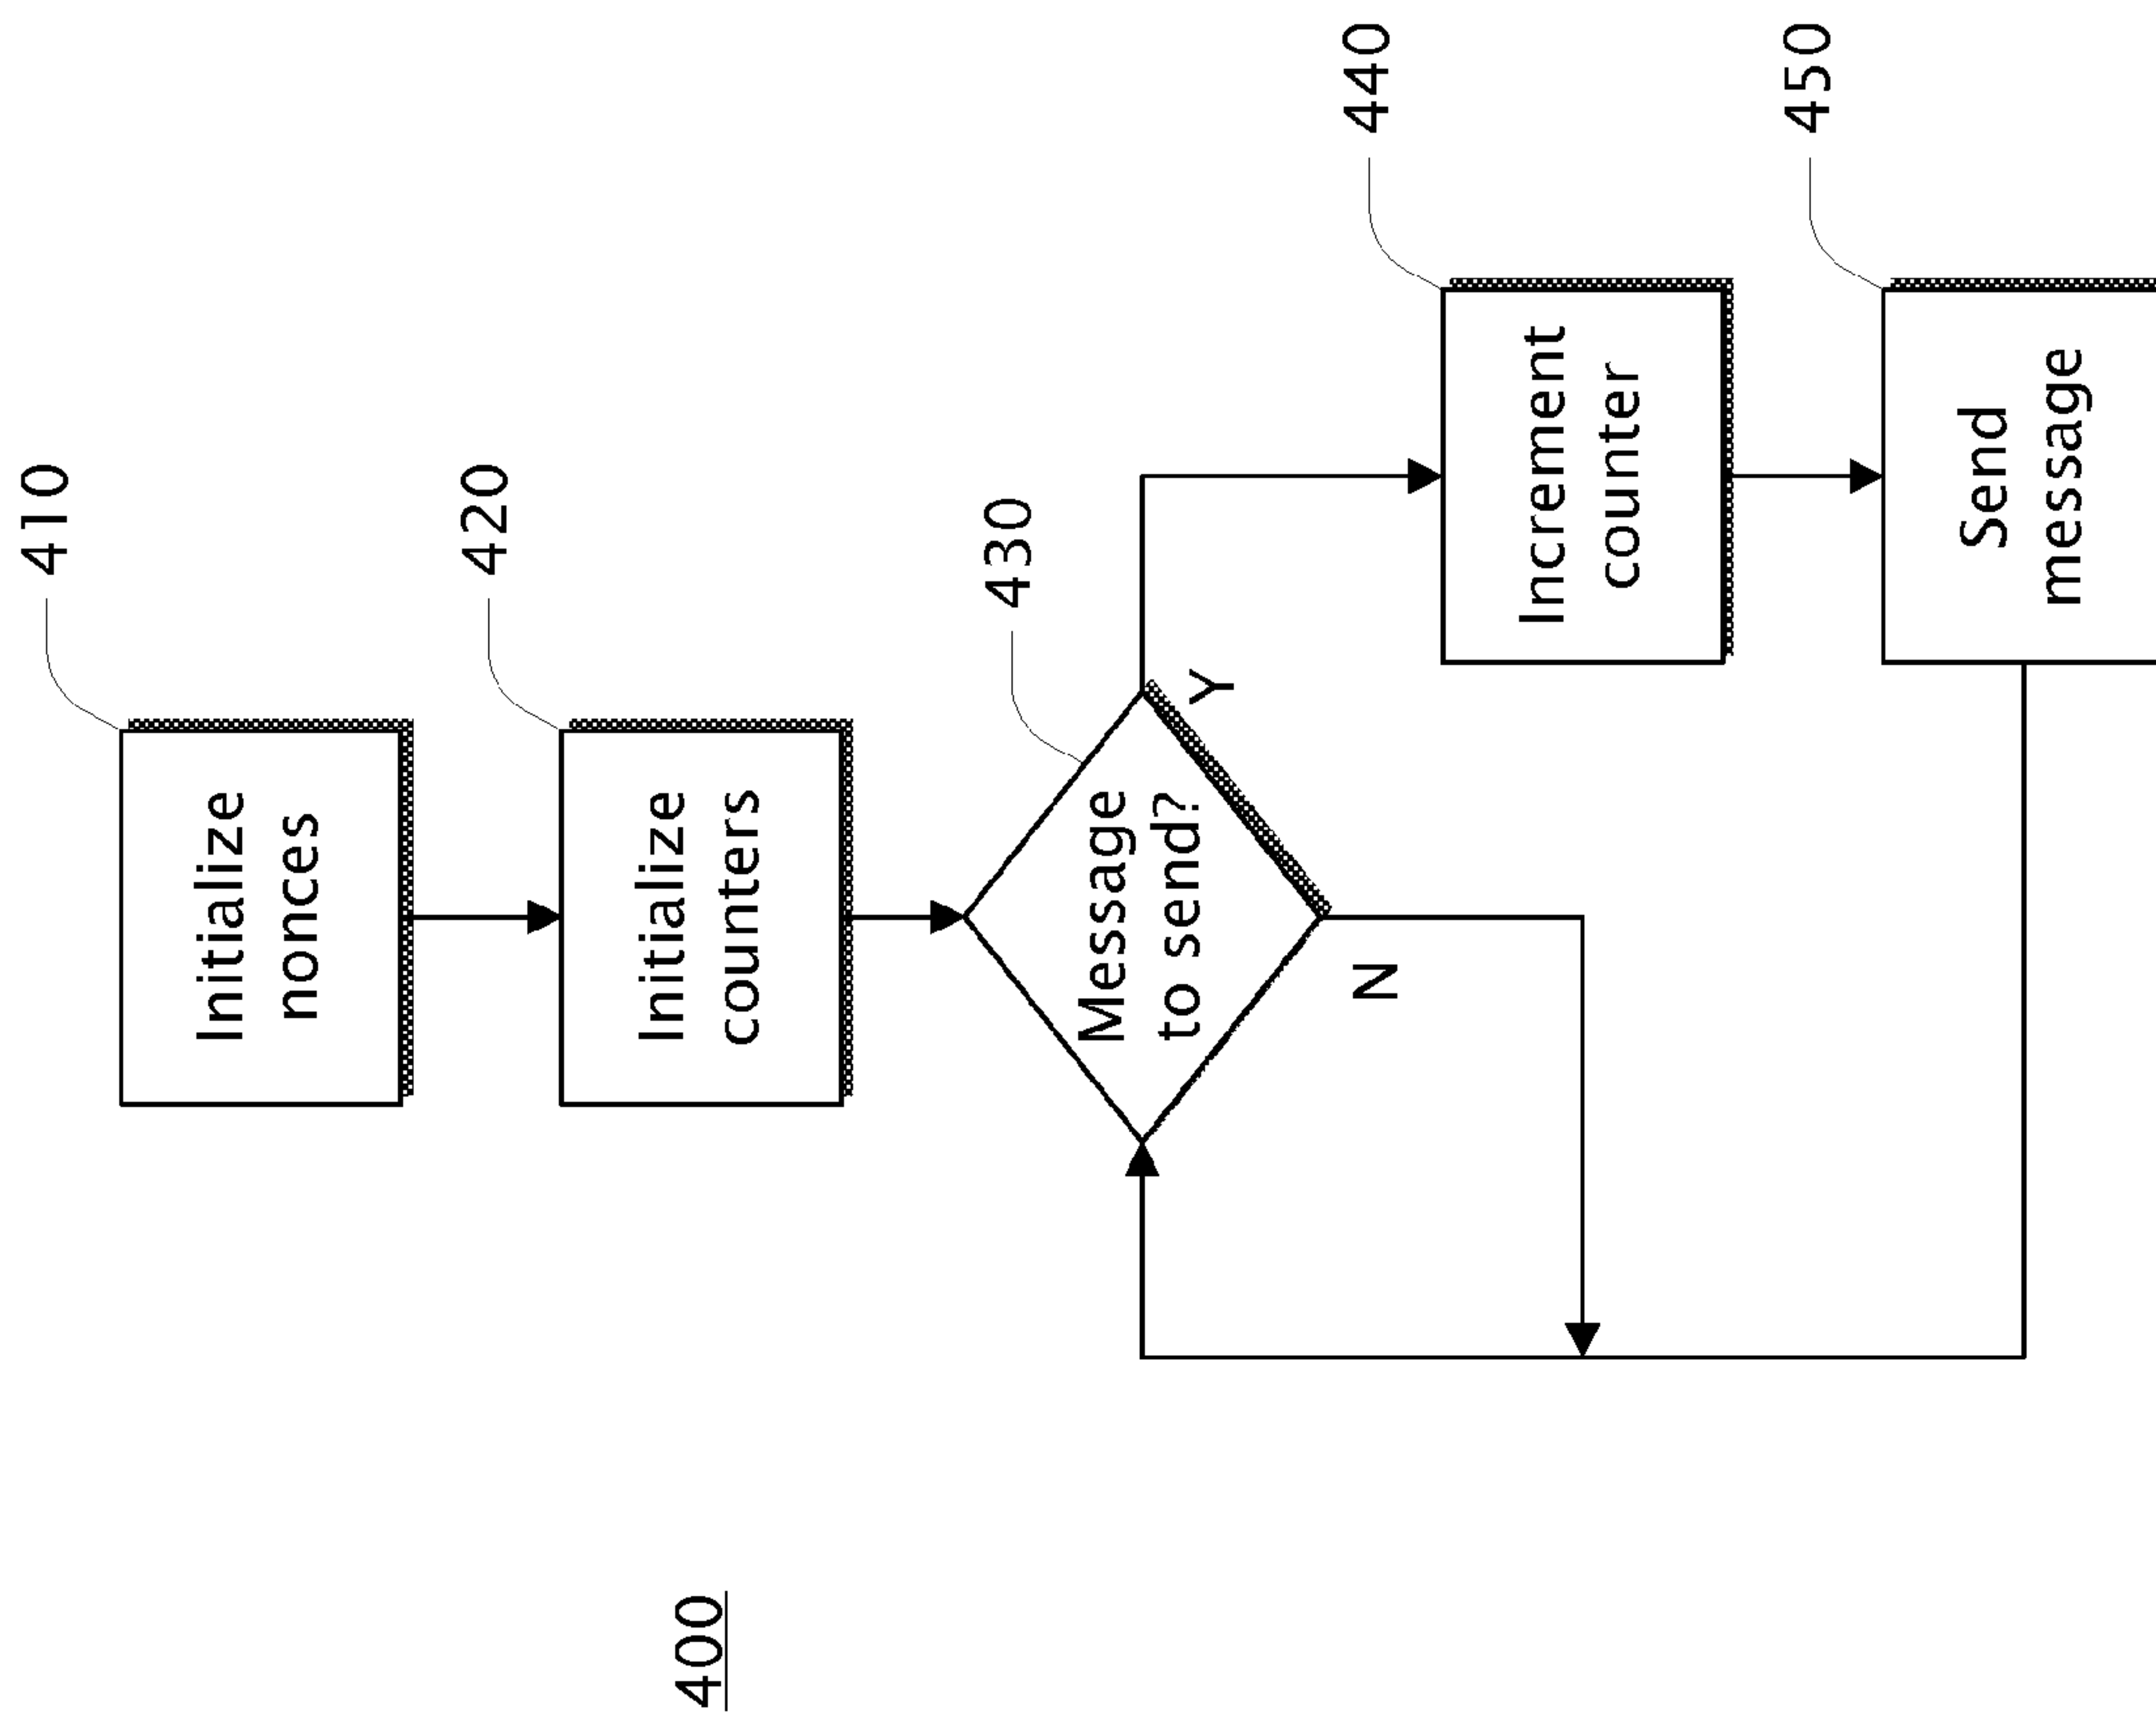 400
410
Initialize
nonces
420
Initialize
counters
430
Message
to send?
Y
N
440
Increment
counter
450
Send
message